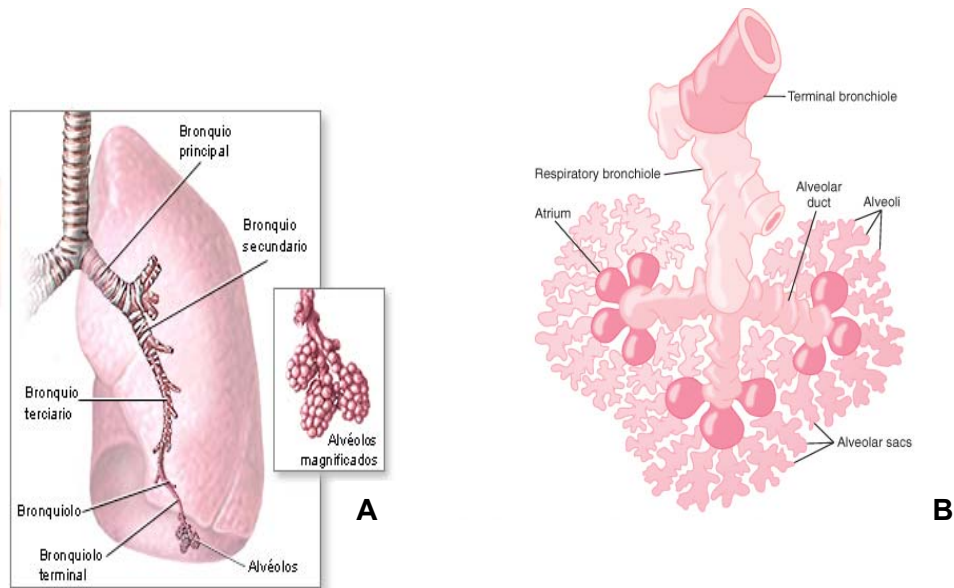 Bronquio
principal
Bronquio
secundario
Bronquio
terciario
Bronquiolo
Bronquiolo
terminal
Alvéolos
Alvéolos
magnificados
A
Terminal bronchiole
Respiratory bronchiole
Alveolar
duct
Alveoli
Atrium
Alveolar sacs
B